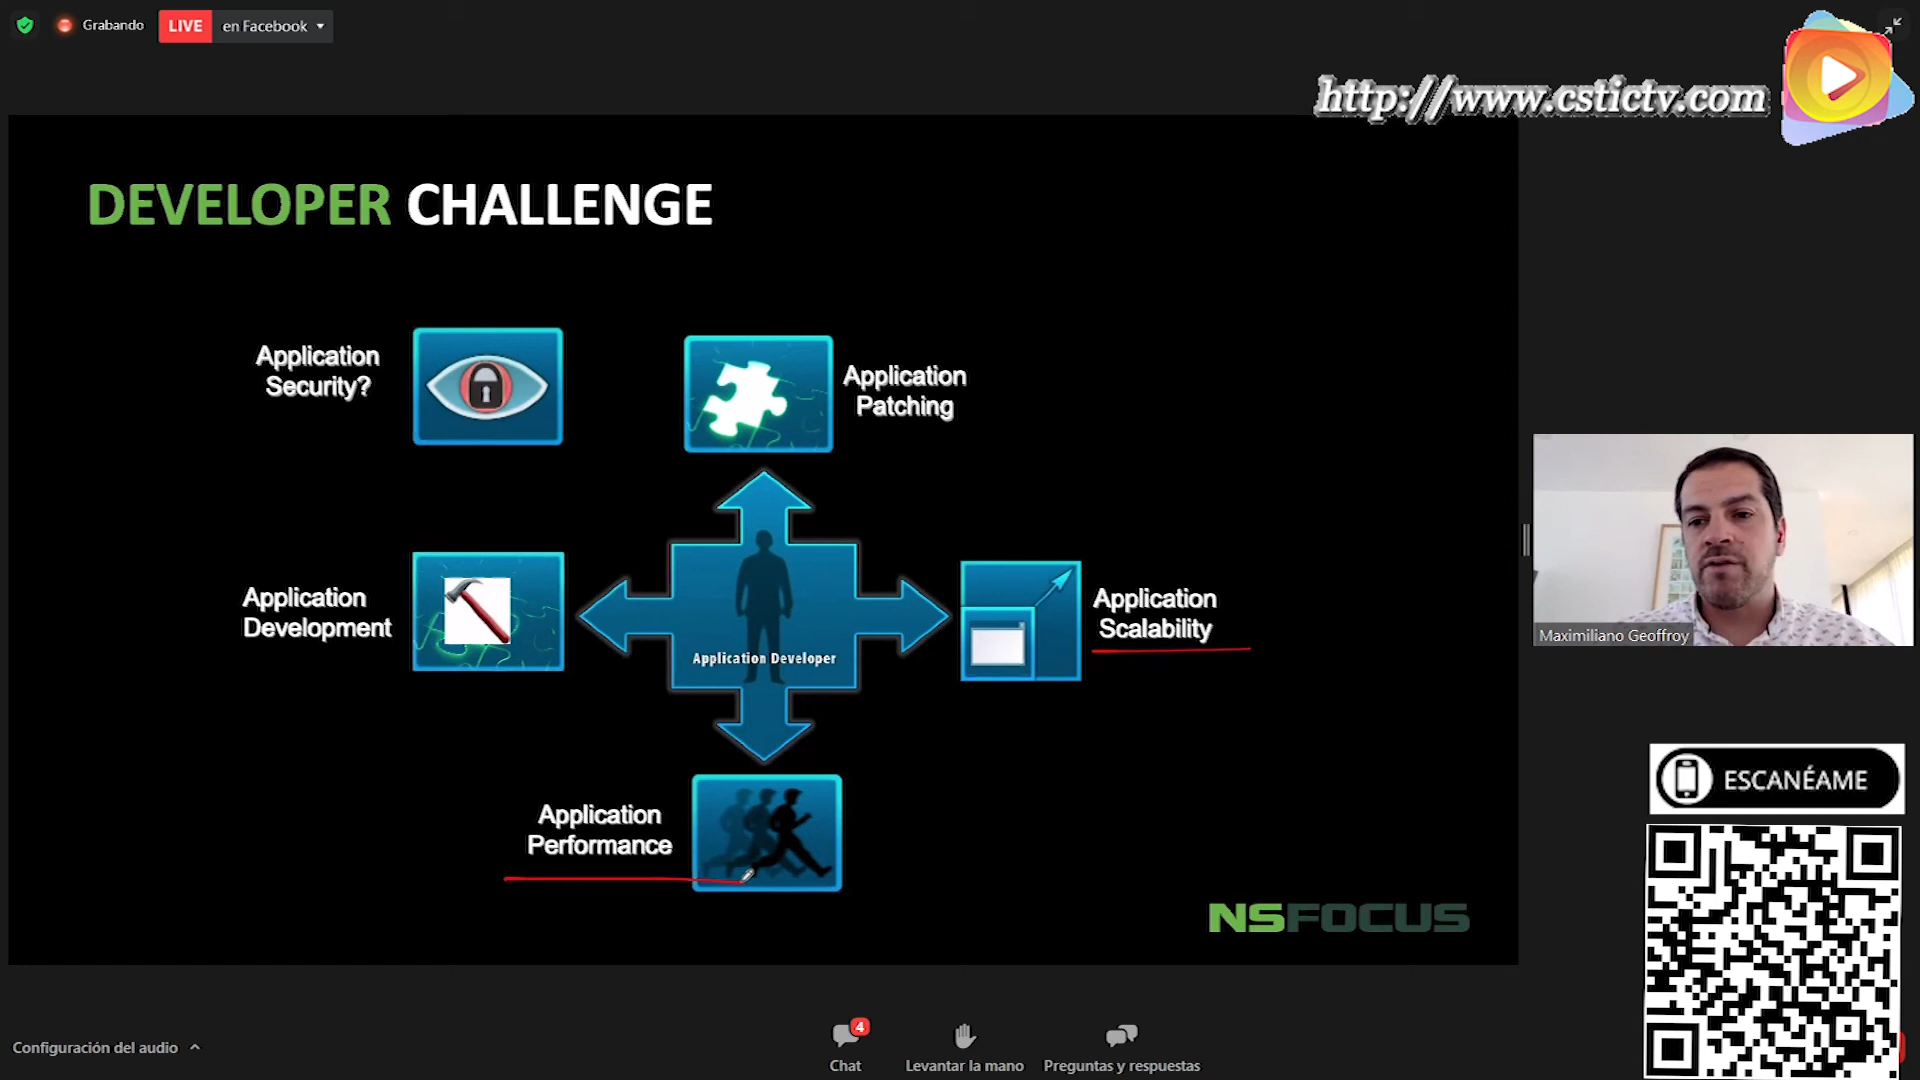 Grabando
LIVE
en Facebook
http://www.cstictv.com
DEVELOPER CHALLENGE
Application
Security?
Application
Patching
Application
Development
Application Developer
Application
Scalability
Application
Performance
NSFOCUS
Maximiliano Geoffroy
ESCANÉAME
Configuración del audio
4
Chat
Levantar la mano
Preguntas y respuestas